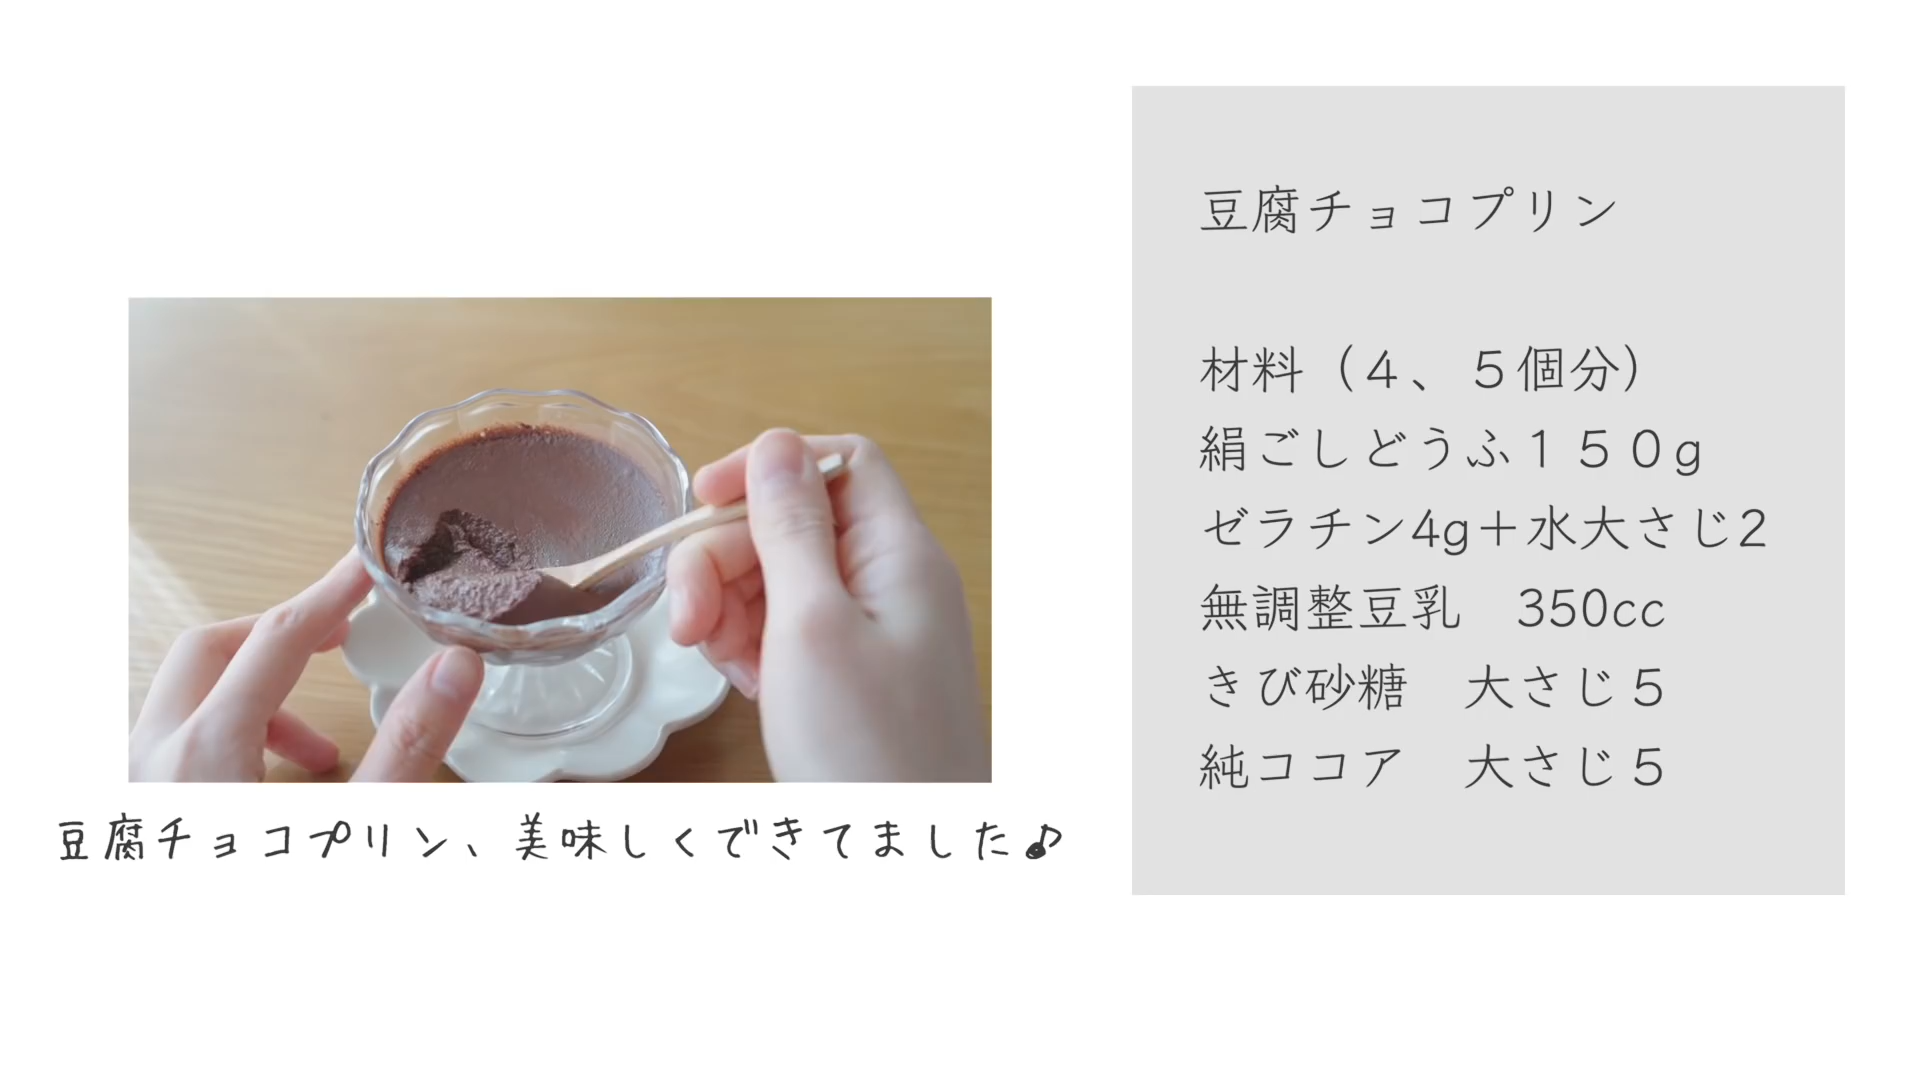 豆腐チョコプリン
材料（４、５個分）
絹ごしどうふ１５０g
ゼラチン4g＋水大さじ2
無調整豆乳　350cc
きび砂糖　大さじ５
純ココア　大さじ５
豆腐チョコプリン、美味しくできてました♪